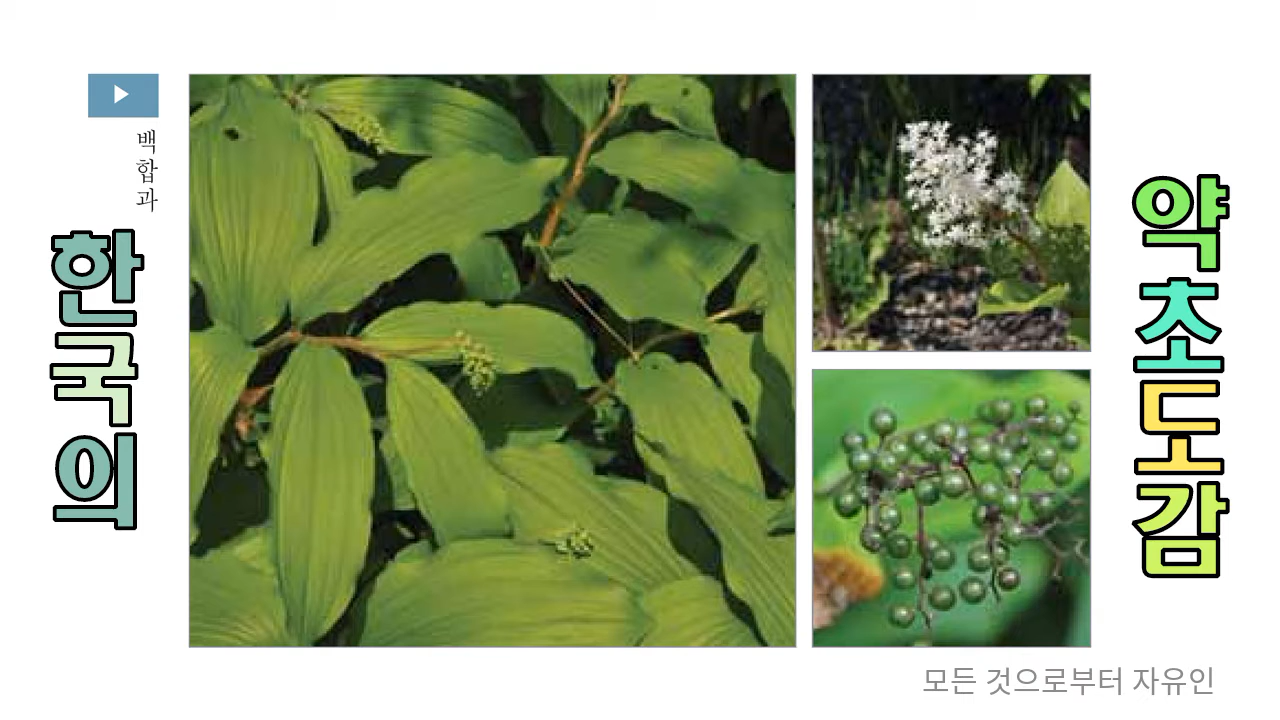 백합과
한국의
약초도감
모든 것으로부터 자유인